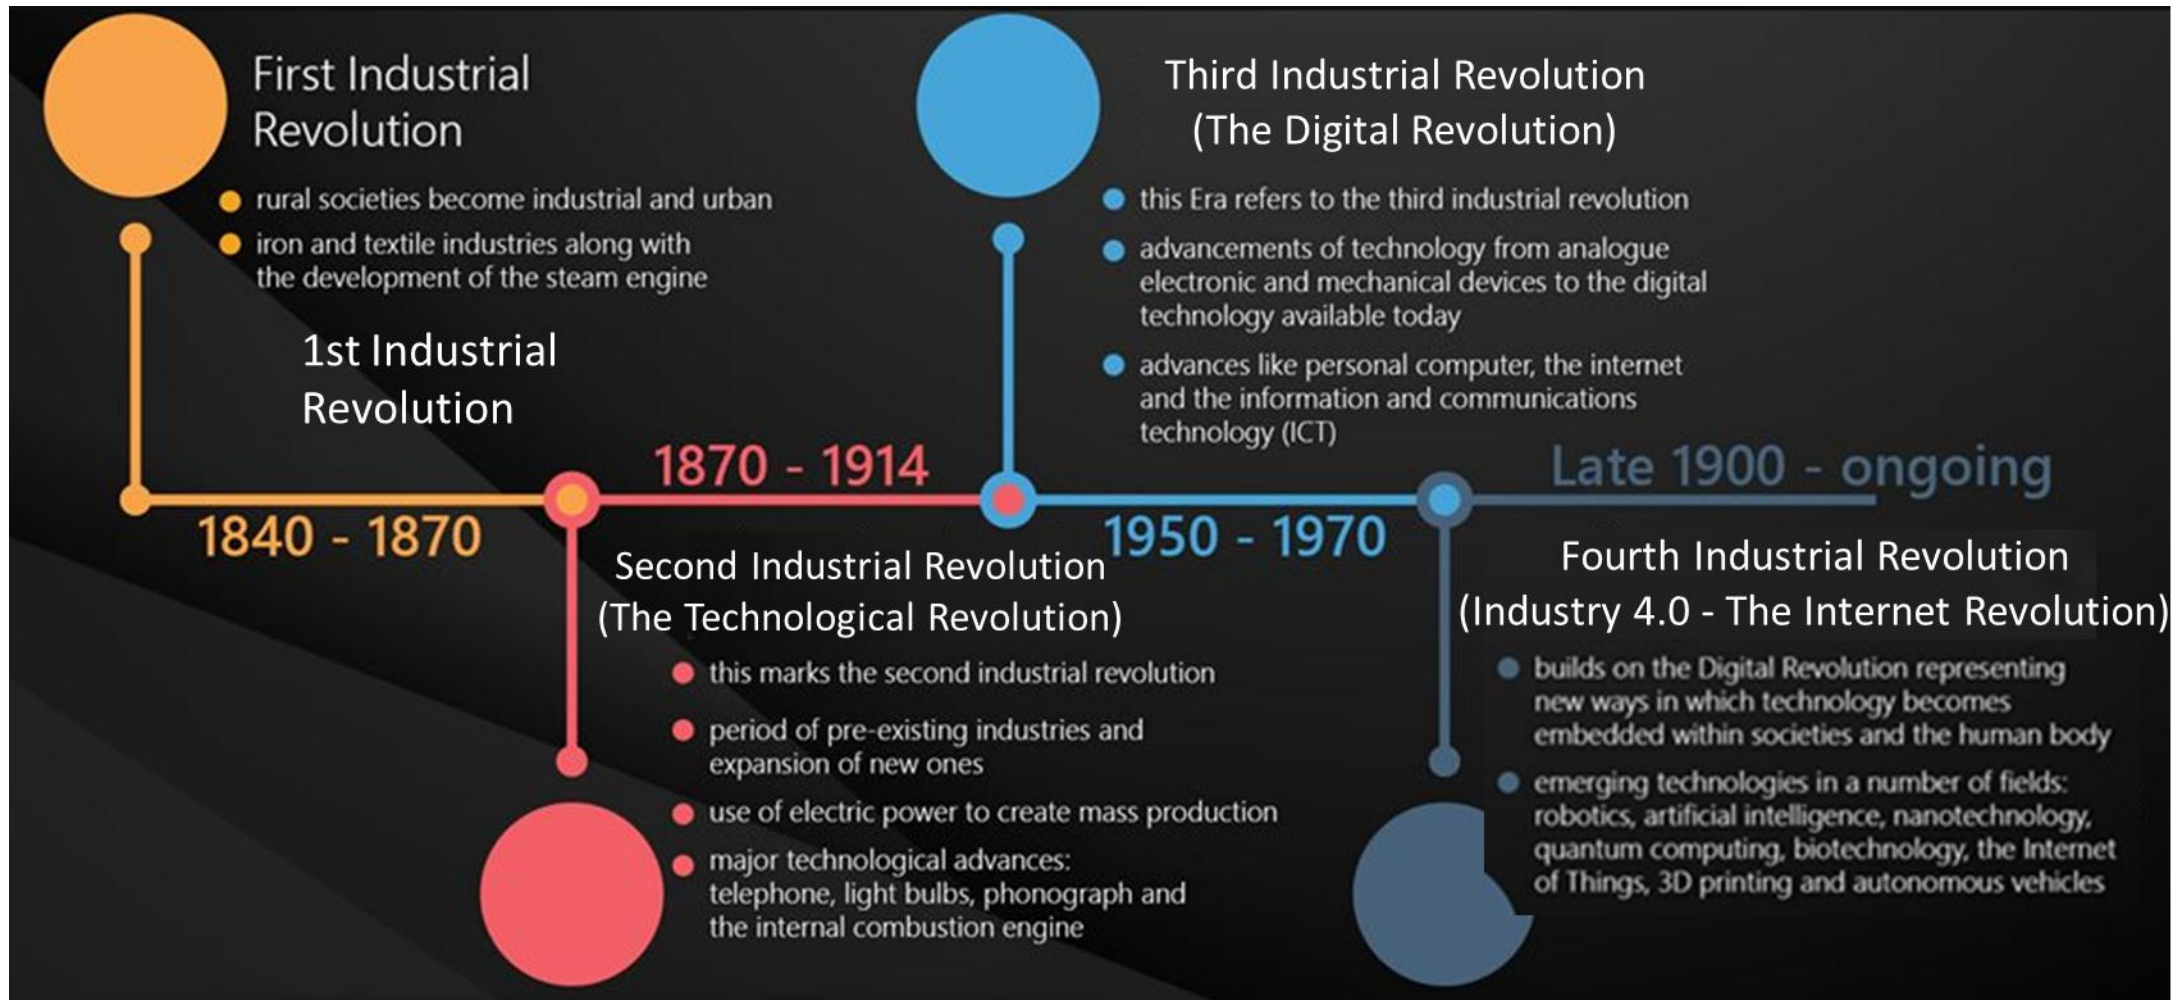 First Industrial
Revolution
rural societies become industrial and urban
iron and textile industries along with
the development of the steam engine
1st Industrial
Revolution
1840 - 1870
1870 - 1914
Second Industrial Revolution
(The Technological Revolution)
this marks the second industrial revolution
period of pre-existing industries and
expansion of new ones
use of electric power to create mass production
major technological advances:
telephone, light bulbs, phonograph and
the internal combustion engine
Third Industrial Revolution
(The Digital Revolution)
this Era refers to the third industrial revolution
advancements of technology from analogue
electronic and mechanical devices to the digital
technology available today
advances like personal computer, the internet
and the information and communications
technology (ICT)
1950 - 1970
Late 1900 - ongoing
Fourth Industrial Revolution
(Industry 4.0 - The Internet Revolution)
builds on the Digital Revolution representing
new ways in which technology becomes
embedded within societies and the human body
emerging technologies in a number of fields:
robotics, artificial intelligence, nanotechnology,
quantum computing, biotechnology, the Internet
of Things, 3D printing and autonomous vehicles